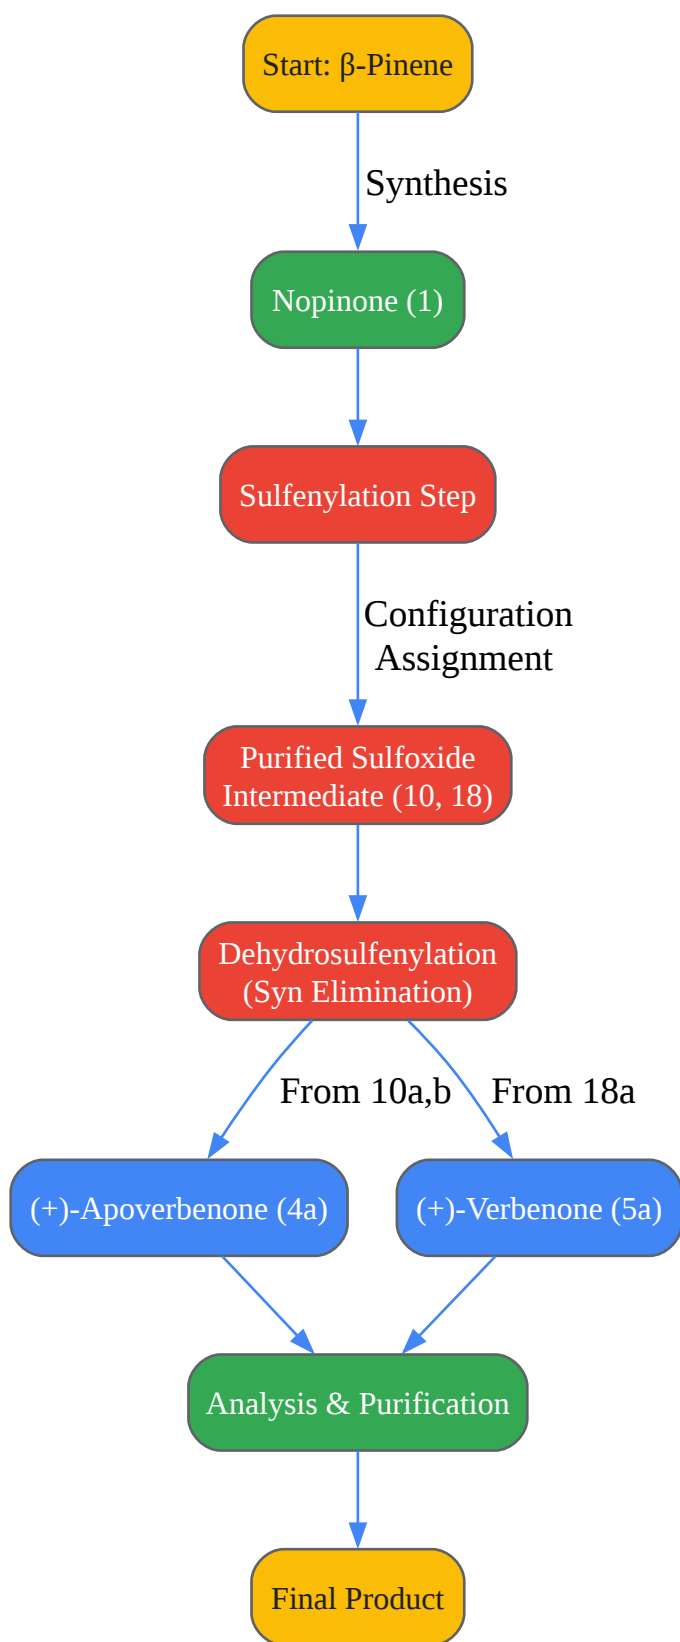 Start: β-Pinene
Synthesis
Nopinone (1)
Sulfenylation Step
Configuration
Assignment
Purified Sulfoxide
Intermediate (10, 18)
Dehydrosulfenylation
(Syn Elimination)
From 10a,b
From 18a
(+)-Apoverbenone (4a)
(+)-Verbenone (5a)
Analysis & Purification
Final Product